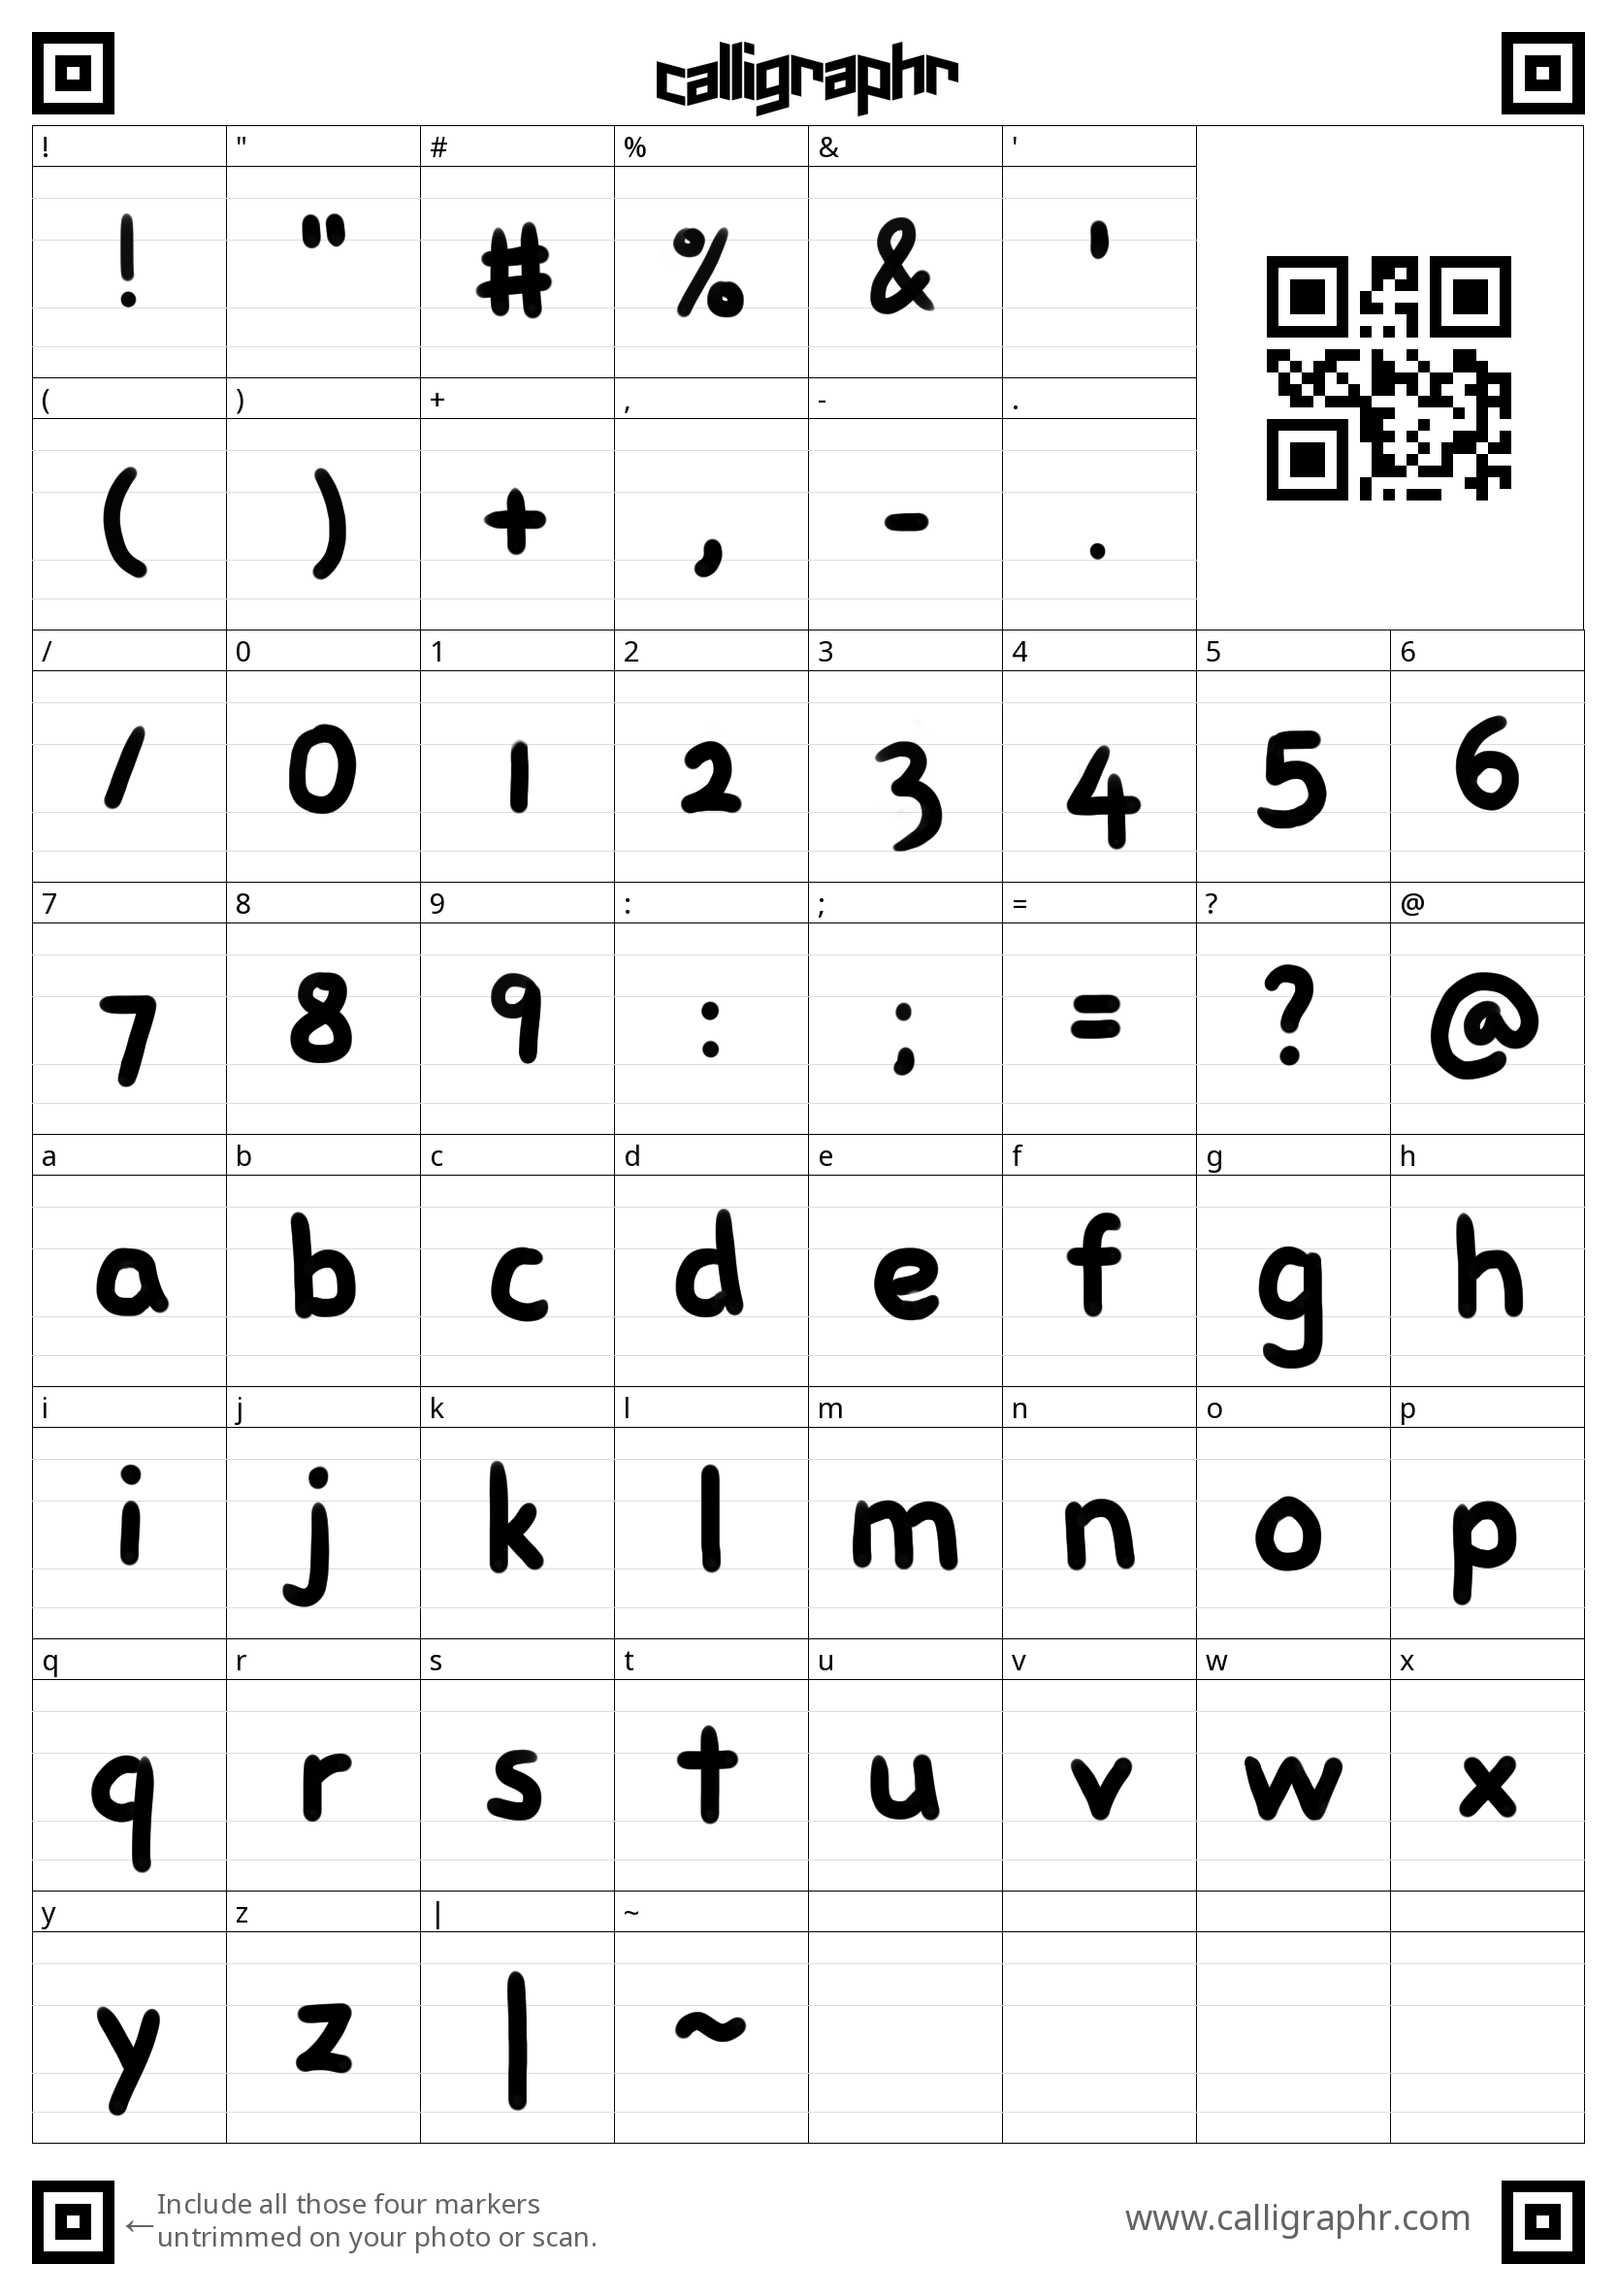 calligraphr
! " # % & '
! " # % & '
( ) + , - .
( ) + , - .
/ 0 1 2 3 4 5 6
/ 0 1 2 3 4 5 6
7 8 9 : ; = ? @
7 8 9 : ; = ? @
a b c d e f g h
a b c d e f g h
i j k l m n o p
i j k l m n o p
q r s t u v w x
q r s t u v w x
y z | ~
y z | ~
←Include all those four markers
untrimmed on your photo or scan.
www.calligraphr.com